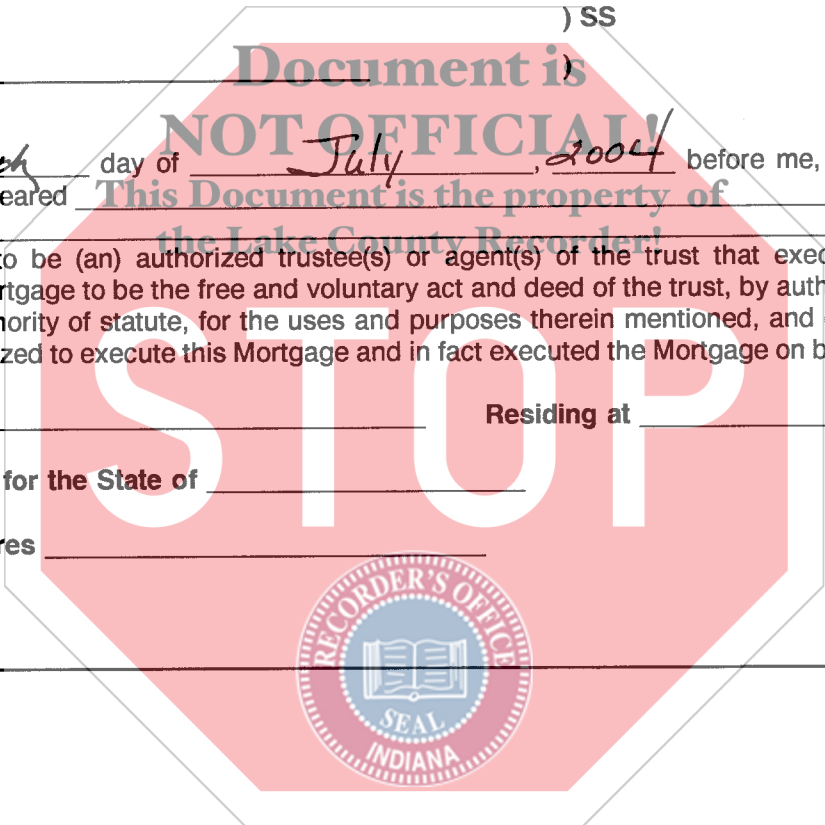 ) SS
Document is
)
NOT OFFICIAL!
day of July, 2004 before me,
eared This Document is the property of
the Lake County Recorder!
o be (an) authorized trustee(s) or agent(s) of the trust that exec
rtgage to be the free and voluntary act and deed of the trust, by auth
ority of statute, for the uses and purposes therein mentioned, and
zed to execute this Mortgage and in fact executed the Mortgage on b
STOP
Residing at
for the State of
res
RECORDER'S OFFICE
SEAL
INDIANA